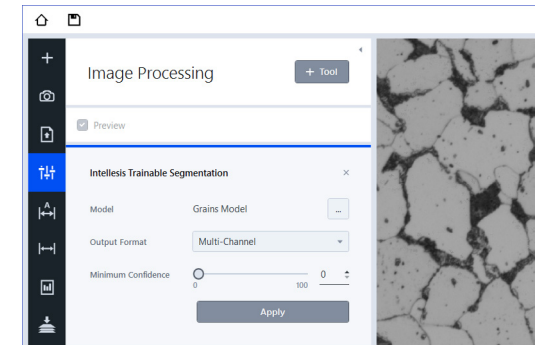 Image Processing
+ Tool
Preview
Intellesis Trainable Segmentation
Model Grains Model ...
Output Format Multi-Channel
Minimum Confidence 0
0 100
Apply
A